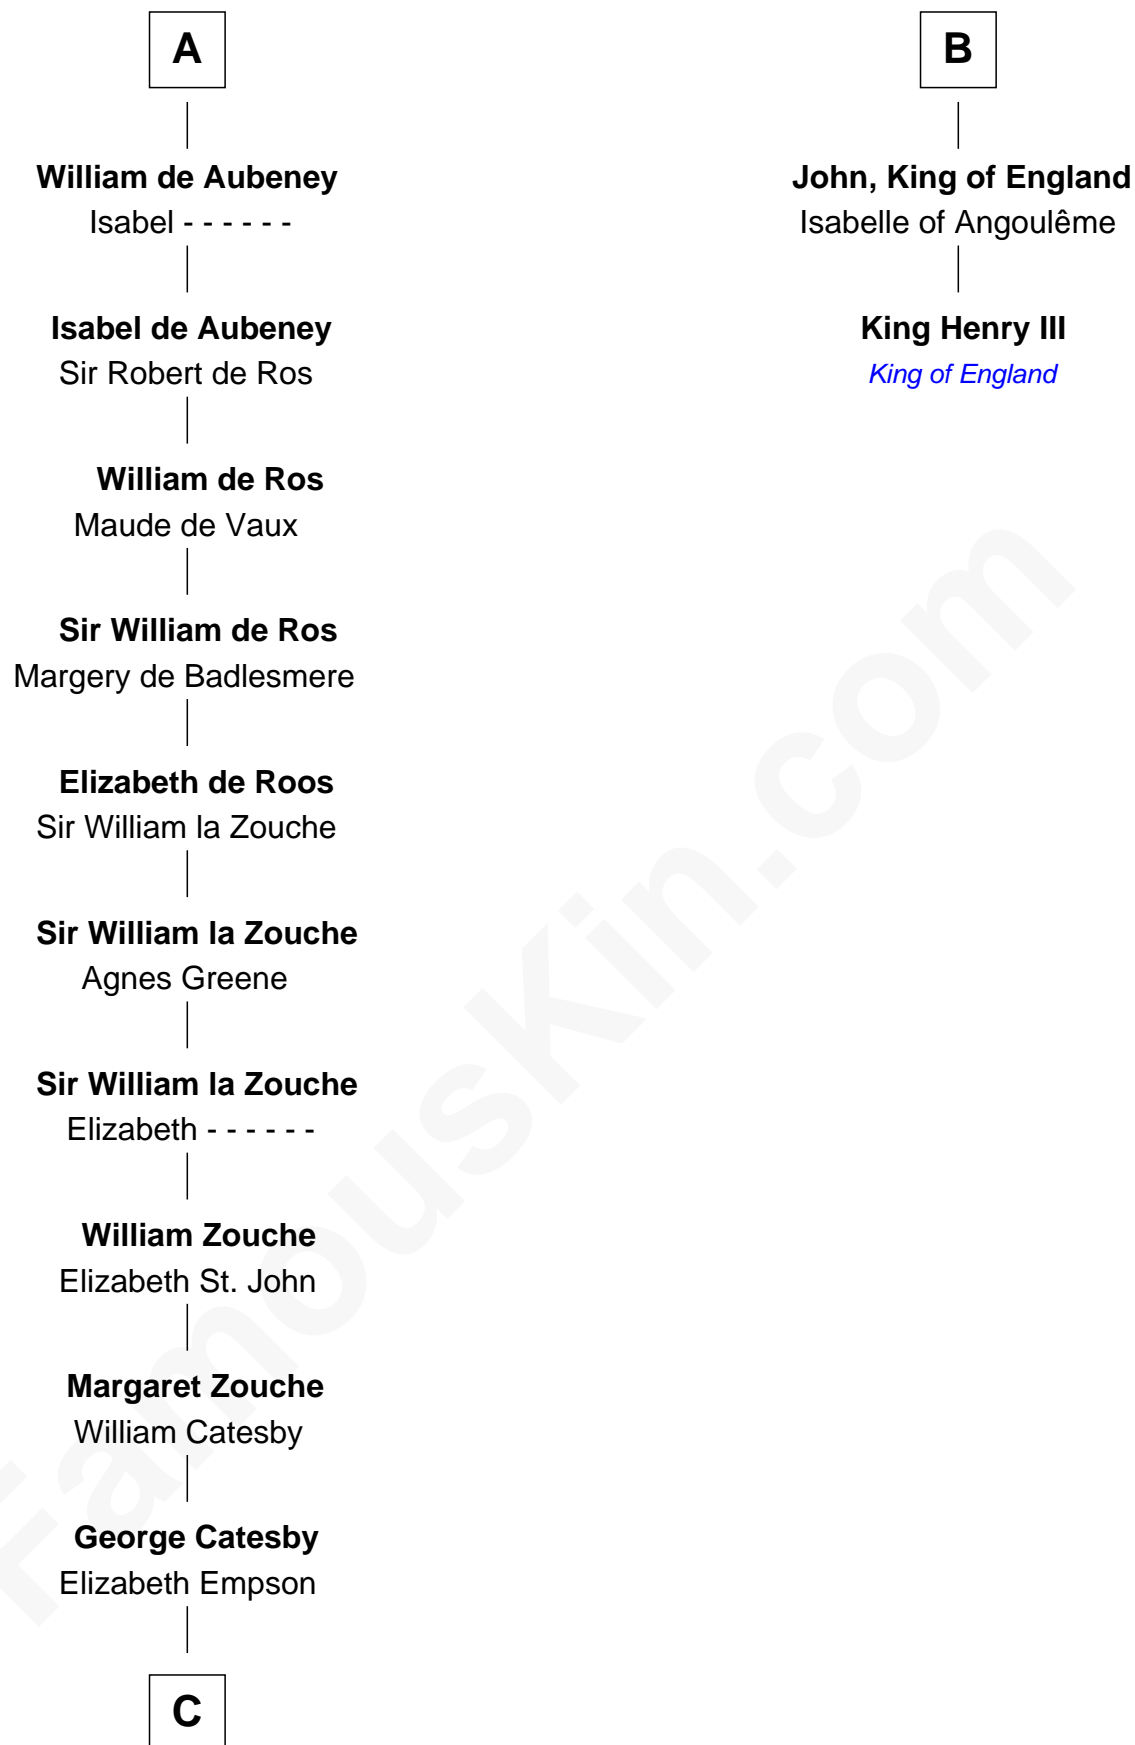 A
William de Aubeney
Isabel - - - - - -
Isabel de Aubeney
Sir Robert de Ros
William de Ros
Maude de Vaux
Sir William de Ros
Margery de Badlesmere
Elizabeth de Roos
Sir William la Zouche
Sir William la Zouche
Agnes Greene
Sir William la Zouche
Elizabeth - - - - - -
William Zouche
Elizabeth St. John
Margaret Zouche
William Catesby
George Catesby
Elizabeth Empson
C
B
John, King of England
Isabelle of Angoulême
King Henry III
King of England
FamousKin.com